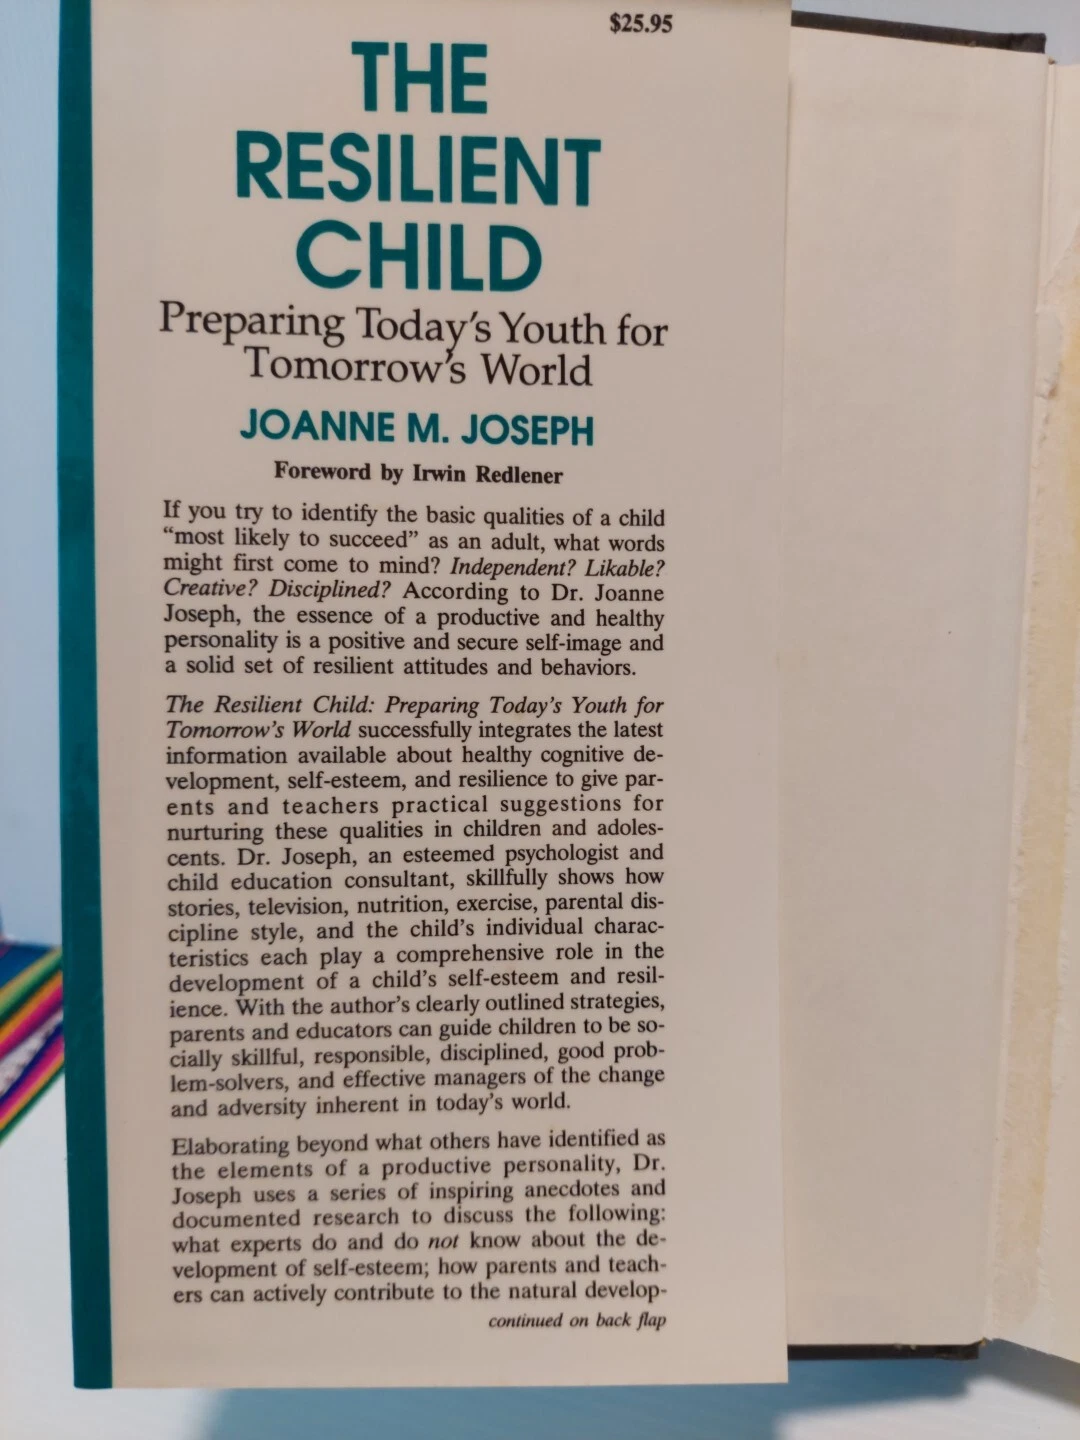 $25.95
THE
RESILIENT
CHILD
Preparing Today's Youth for
Tomorrow's World
JOANNE M. JOSEPH
Foreword by Irwin Redlener
If you try to identify the basic qualities of a child
“most likely to succeed” as an adult, what words
might first come to mind? Independent? Likable?
Creative? Disciplined? According to Dr. Joanne
Joseph, the essence of a productive and healthy
personality is a positive and secure self-image and
a solid set of resilient attitudes and behaviors.
The Resilient Child: Preparing Today's Youth for
Tomorrow's World successfully integrates the latest
information available about healthy cognitive de-
velopment, self-esteem, and resilience to give par-
ents and teachers practical suggestions for
nurturing these qualities in children and adoles-
cents. Dr. Joseph, an esteemed psychologist and
child education consultant, skillfully shows how
stories, television, nutrition, exercise, parental dis-
cipline style, and the child's individual charac-
teristics each play a comprehensive role in the
development of a child's self-esteem and resil-
ience. With the author's clearly outlined strategies,
parents and educators can guide children to be so-
cially skillful, responsible, disciplined, good prob-
lem-solvers, and effective managers of the change
and adversity inherent in today's world.
Elaborating beyond what others have identified as
the elements of a productive personality, Dr.
Joseph uses a series of inspiring anecdotes and
documented research to discuss the following:
what experts do and do not know about the de-
velopment of self-esteem; how parents and teach-
ers can actively contribute to the natural develop-
continued on back flap